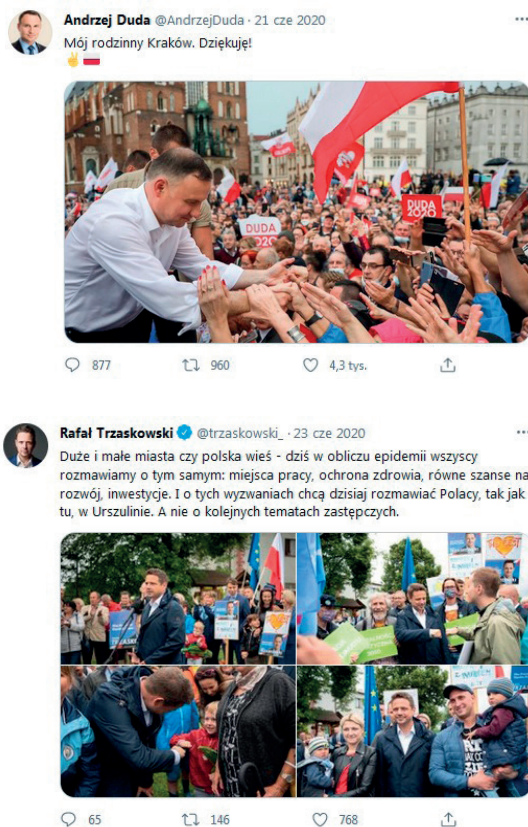 Andrzej Duda @AndrzejDuda · 21 cze 2020
Mój rodzinny Kraków. Dziękuję!
DUDA
2020
DUDA
2020
877 960 4,3 tys.
Rafał Trzaskowski @trzaskowski_ · 23 cze 2020
Duże i małe miasta czy polska wieś - dziś w obliczu epidemii wszyscy
rozmawiamy o tym samym: miejsca pracy, ochrona zdrowia, równe szanse na
rozwój, inwestycje. I o tych wyzwaniach chcą dzisiaj rozmawiać Polacy, tak jak
tu, w Urszulinie. A nie o kolejnych tematach zastępczych.
65 146 768